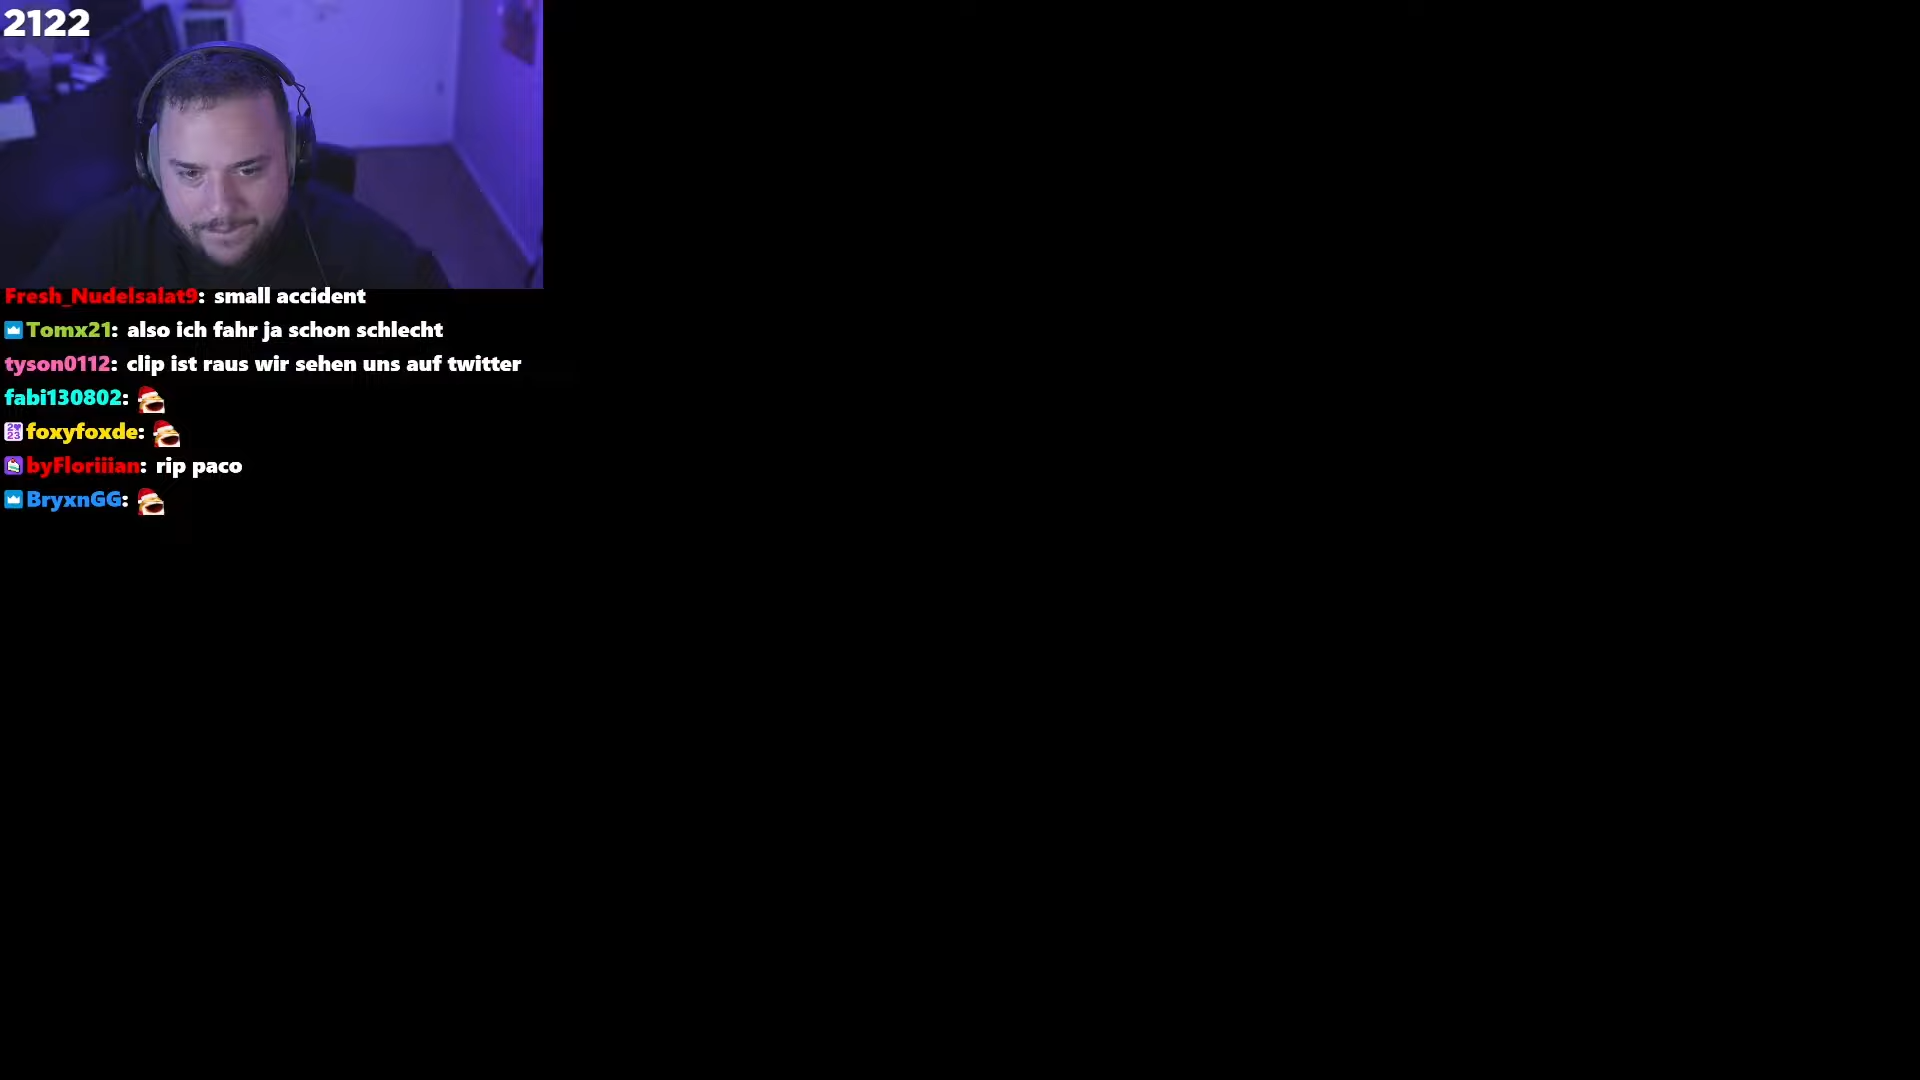 2122
Fresh_Nudelsalat9: small accident
Tomx21: also ich fahr ja schon schlecht
tyson0112: clip ist raus wir sehen uns auf twitter
fabi130802:
foxyfoxde:
byFloriiian: rip paco
BryxnGG: